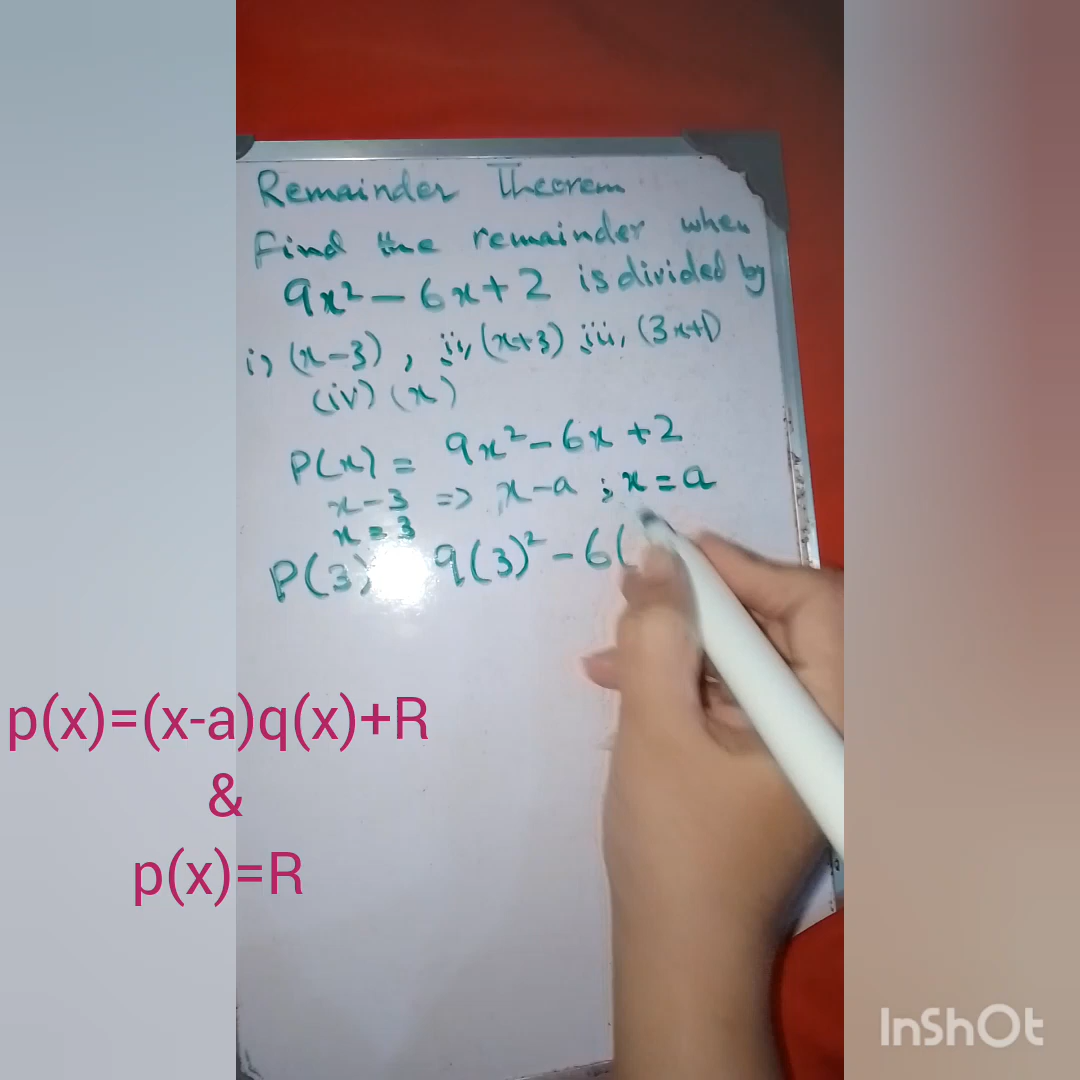 Remainder Theorem
Find the remainder when
9x² - 6x + 2 is divided by
i, (x-3), ii, (x+3) iii, (3x+1)
(iv) (x)
P(x) = 9x² - 6x + 2
x-3 => x-a ; x = a
x = 3
P(3) 9(3)² - 6(
p(x)=(x-a)q(x)+R
&
p(x)=R
InShOt